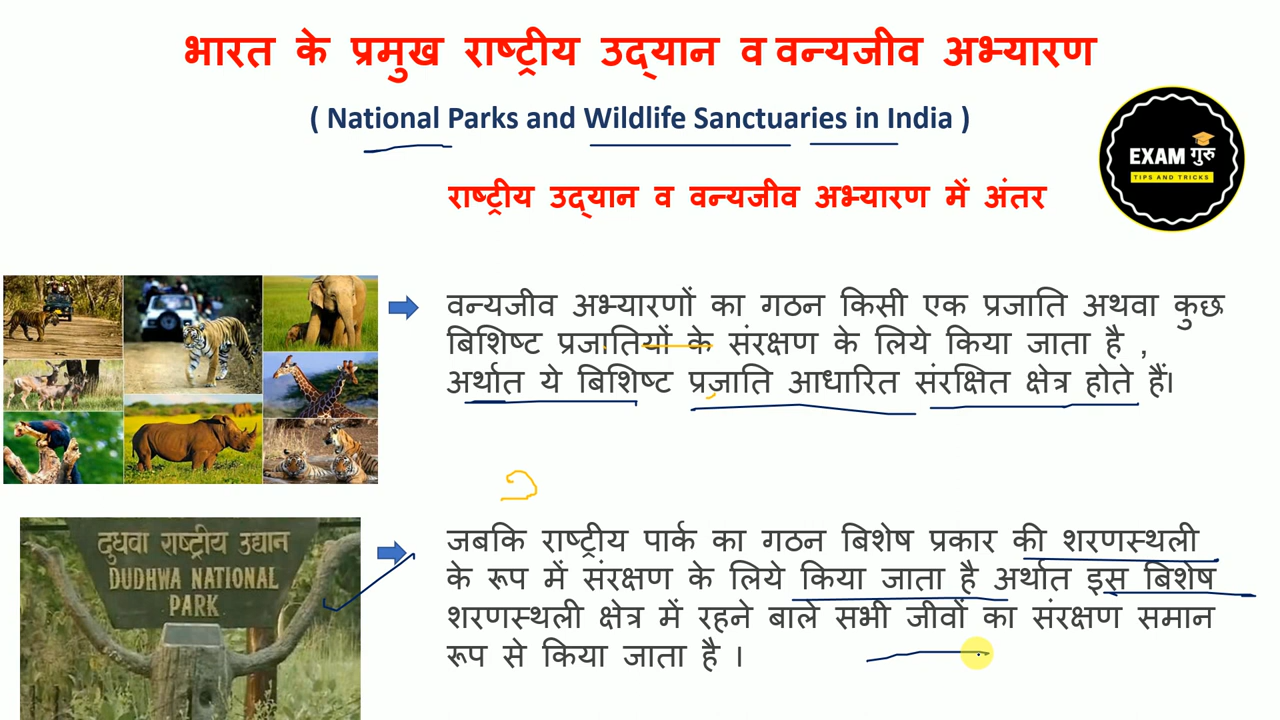 भारत के प्रमुख राष्ट्रीय उद्यान व वन्यजीव अभ्यारण
( National Parks and Wildlife Sanctuaries in India )
EXAM गुरु
TIPS AND TRICKS
राष्ट्रीय उद्यान व वन्यजीव अभ्यारण में अंतर
वन्यजीव अभ्यारणों का गठन किसी एक प्रजाति अथवा कुछ
बिशिष्ट प्रजातियों के संरक्षण के लिये किया जाता है ,
अर्थात ये बिशिष्ट प्रजाति आधारित संरक्षित क्षेत्र होते हैं।
दुधवा राष्ट्रीय उद्यान
DUDHWA NATIONAL
PARK
जबकि राष्ट्रीय पार्क का गठन बिशेष प्रकार की शरणस्थली
के रूप में संरक्षण के लिये किया जाता है अर्थात इस बिशेष
शरणस्थली क्षेत्र में रहने बाले सभी जीवों का संरक्षण समान
रूप से किया जाता है ।